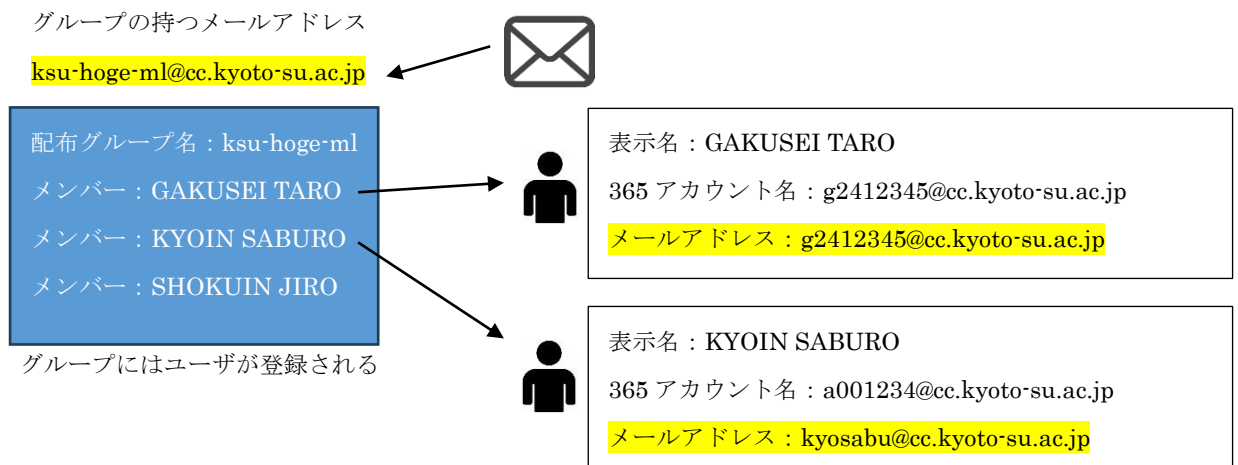 グループの持つメールアドレス
ksu-hoge-ml@cc.kyoto-su.ac.jp
配布グループ名：ksu-hoge-ml
メンバー：GAKUSEI TARO
メンバー：KYOIN SABURO
メンバー：SHOKUIN JIRO
グループにはユーザが登録される
表示名：GAKUSEI TARO
365 アカウント名：g2412345@cc.kyoto-su.ac.jp
メールアドレス：g2412345@cc.kyoto-su.ac.jp
表示名：KYOIN SABURO
365 アカウント名：a001234@cc.kyoto-su.ac.jp
メールアドレス：kyosabu@cc.kyoto-su.ac.jp